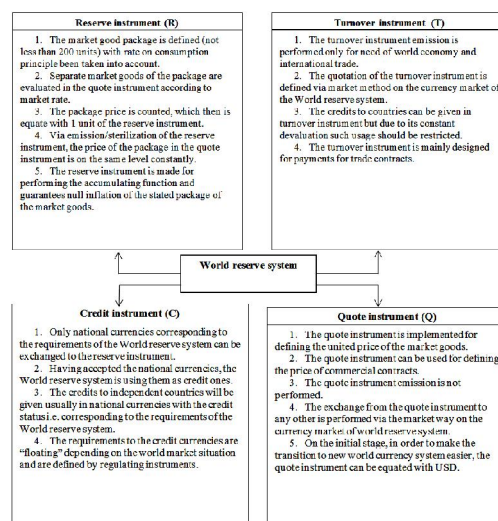 Reserve instrument (R)
1. The market good package is defined (not
less than 200 units) with rate on consumption
principle been taken into account.
2. Separate market goods of the package are
evaluated in the quote instrument according to
market rate.
3. The package price is counted, which then is
equate with 1 unit of the reserve instrument.
4. Via emission/sterilization of the reserve
instrument, the price of the package in the quote
instrument is on the same level constantly.
5. The reserve instrument is made for
performing the accumulating function and
guarantees null inflation of the stated package of
the market goods.
Turnover instrument (T)
1. The turnover instrument emission is
performed only for need of world economy and
international trade.
2. The quotation of the turnover instrument is
defined via market method on the currency market of
the World reserve system.
3. The credits to countries can be given in
turnover instrument but due to its constant
devaluation such usage should be restricted.
4. The turnover instrument is mainly designed
for payments for trade contracts.
World reserve system
Credit instrument (C)
1. Only national currencies corresponding to
the requirements of the World reserve system can be
exchanged to the reserve instrument.
2. Having accepted the national currencies, the
World reserve system is using them as credit ones.
3. The credits to independent countries will be
given usually in national currencies with the credit
status i.e. corresponding to the requirements of the
World reserve system.
4. The requirements to the credit currencies are
“floating” depending on the world market situation
and are defined by regulating instruments.
Quote instrument (Q)
1. The quote instrument is implemented for
defining the united price of the market goods.
2. The quote instrument can be used for defining
the price of commercial contracts.
3. The quote instrument emission is not
performed.
4. The exchange from the quote instrument to
any other is performed via the market way on the
currency market of world reserve system.
5. On the initial stage, in order to make the
transition to new world currency system easier, the
quote instrument can be equated with USD.